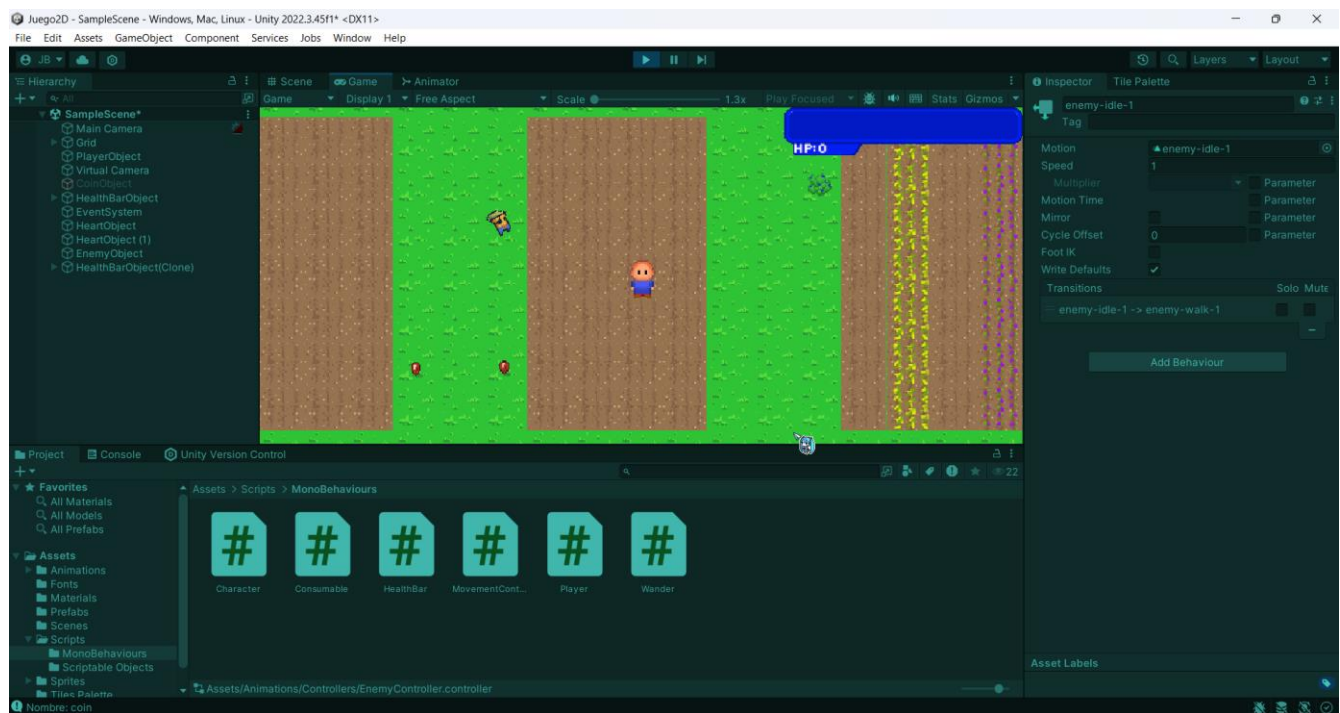 Juego2D - SampleScene - Windows, Mac, Linux - Unity 2022.3.45f1* <DX11>
File Edit Assets GameObject Component Services Jobs Window Help
JB
Layers Layout
Hierarchy
Scene Game Animator
Inspector Tile Palette
All
Game Display 1 Free Aspect Scale 1.3x Play Focused Stats Gizmos
SampleScene*
Main Camera
Grid
PlayerObject
Virtual Camera
CoinObject
HealthBarObject
EventSystem
HeartObject
HeartObject (1)
EnemyObject
HealthBarObject(Clone)
HP:0
enemy-idle-1
Tag
Motion enemy-idle-1
Speed 1
Multiplier Parameter
Motion Time Parameter
Mirror Parameter
Cycle Offset 0 Parameter
Foot IK
Write Defaults
Transitions Solo Mute
enemy-idle-1 -> enemy-walk-1
Add Behaviour
Project Console Unity Version Control
22
Favorites
All Materials
All Models
All Prefabs
Assets
Animations
Fonts
Materials
Prefabs
Scenes
Scripts
MonoBehaviours
Scriptable Objects
Sprites
Tiles Palette
Assets > Scripts > MonoBehaviours
Character Consumable HealthBar MovementCont... Player Wander
Assets/Animations/Controllers/EnemyController.controller
Asset Labels
Nombre: coin